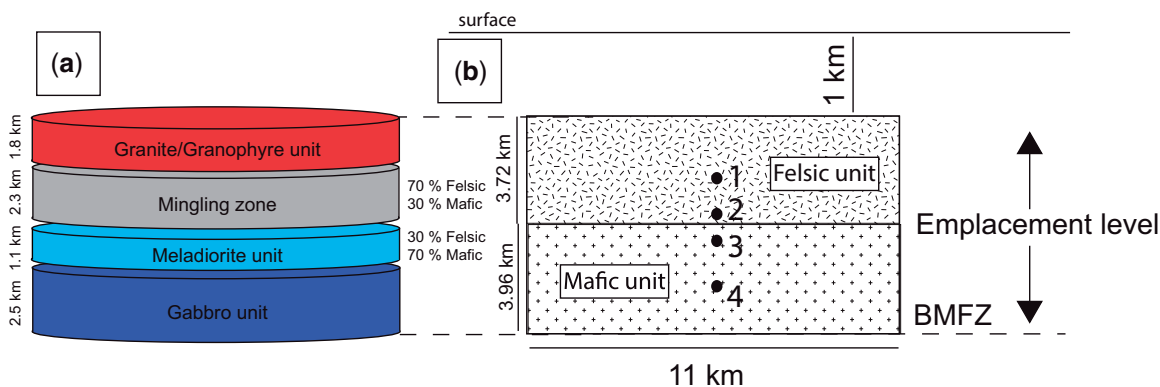 surface
(a)
(b)
1 km
1.8 km
Granite/Granophyre unit
2.3 km
Mingling zone
70 % Felsic
30 % Mafic
1.1 km
Meladiorite unit
30 % Felsic
70 % Mafic
2.5 km
Gabbro unit
3.72 km
1
Felsic unit
2
Emplacement level
3
3.96 km
Mafic unit
4
BMFZ
11 km